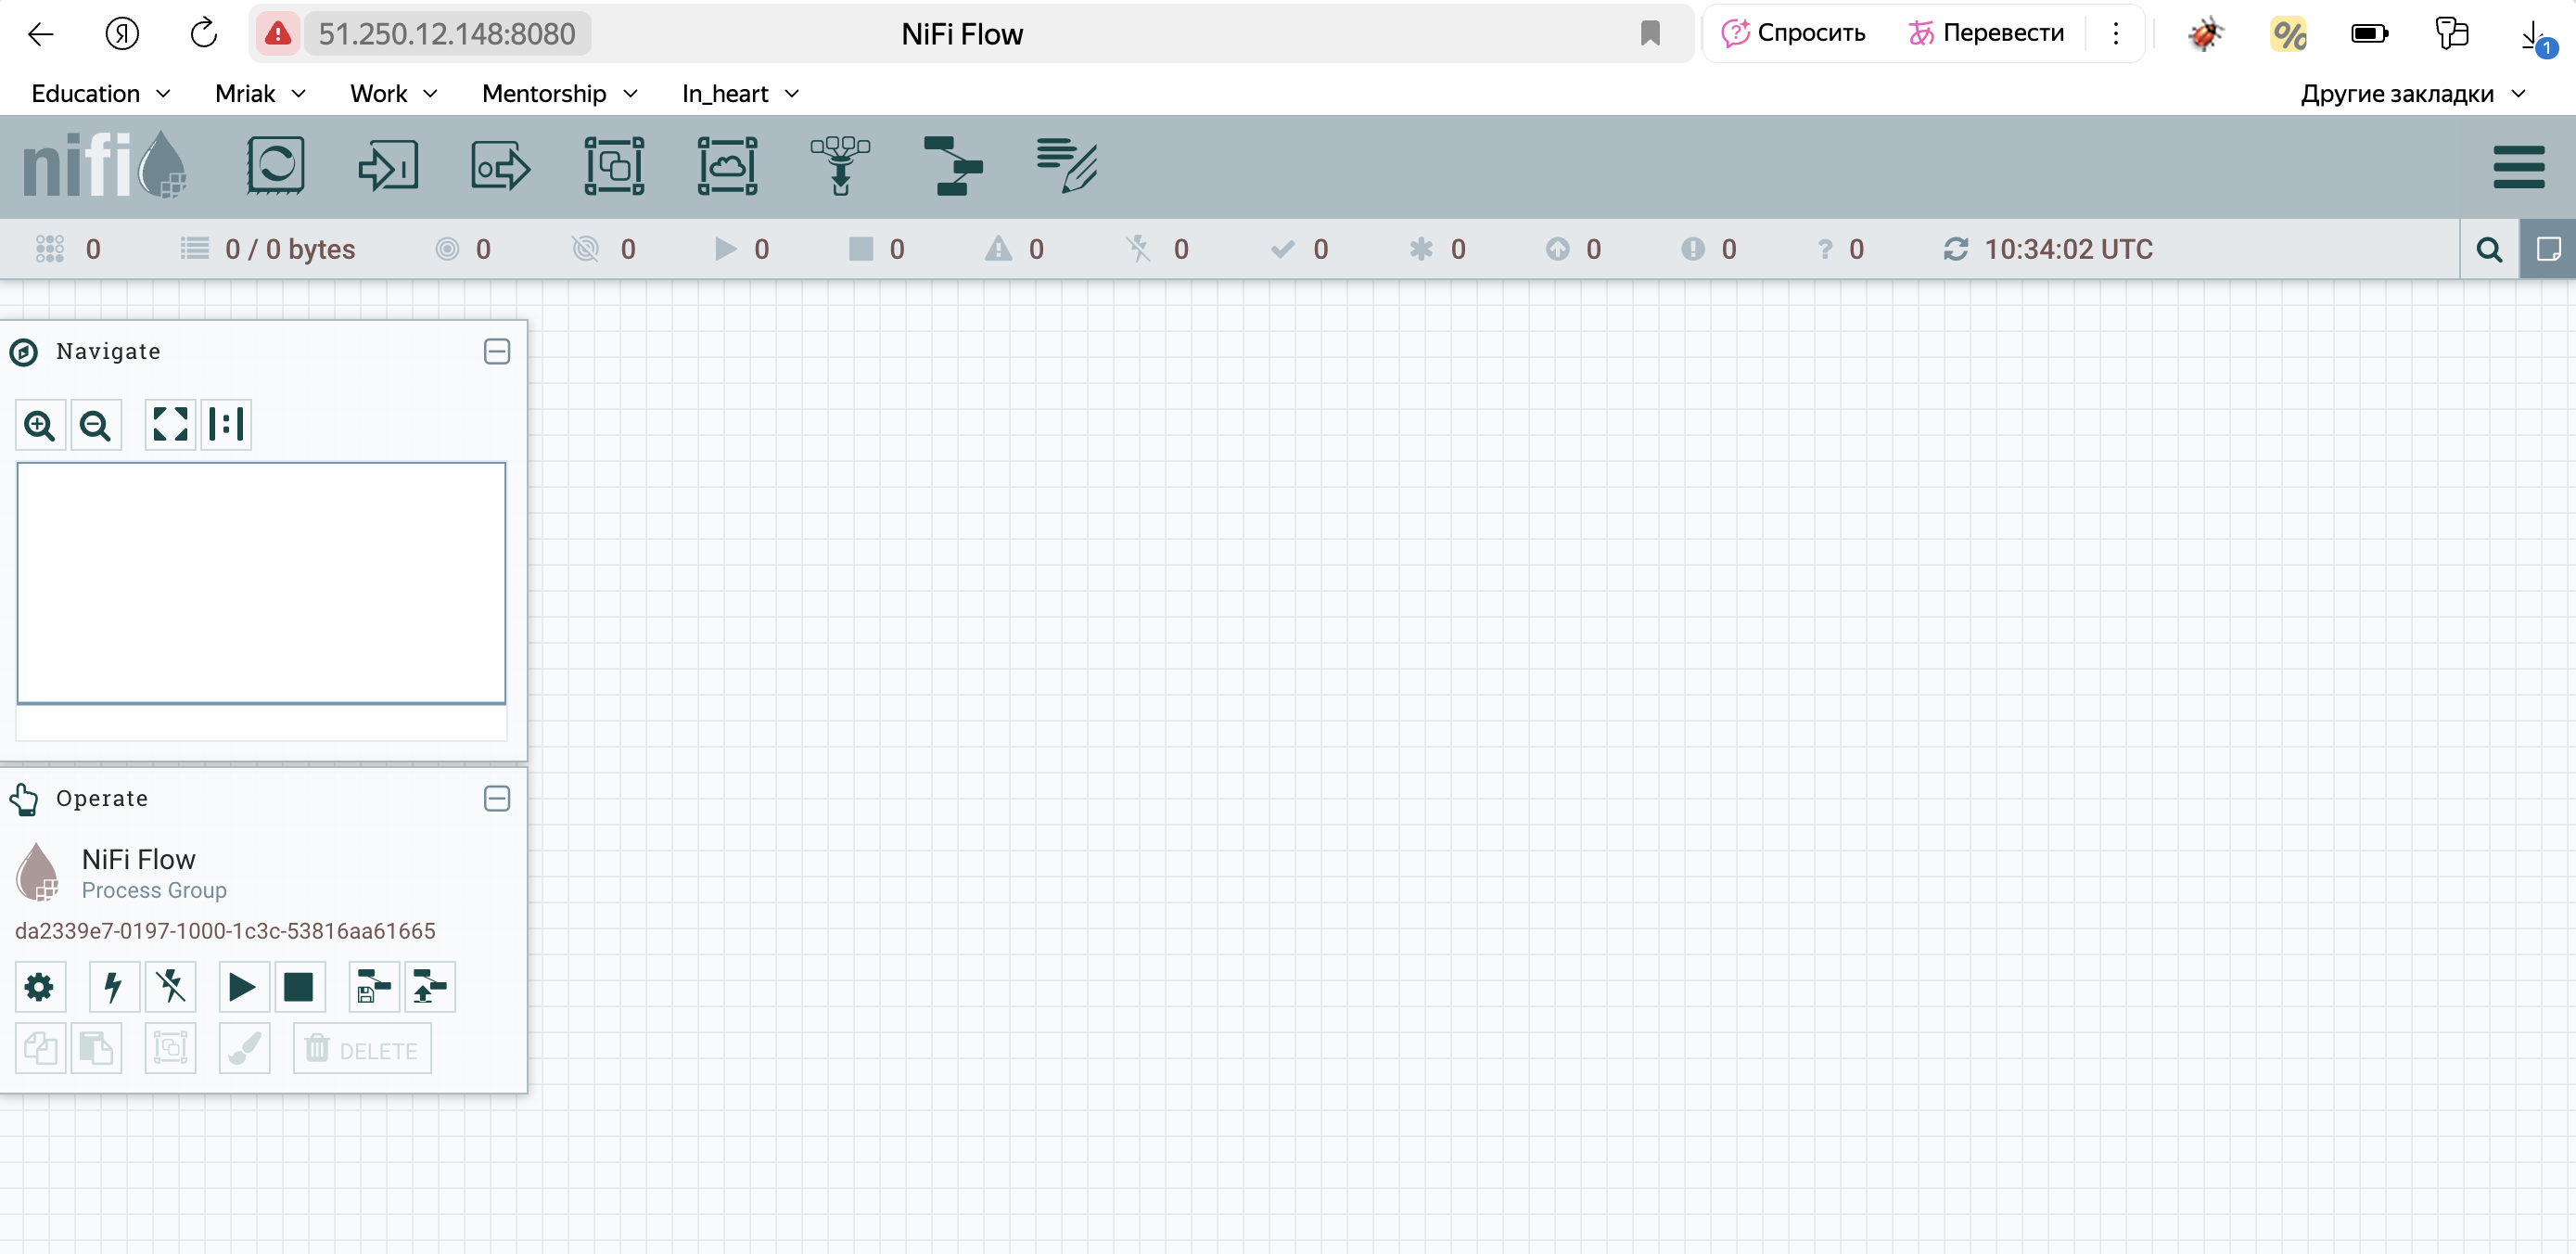 51.250.12.148:8080 NiFi Flow Спросить Перевести 1
Education Mriak Work Mentorship In_heart Другие закладки
nifi
0 0 / 0 bytes 0 0 0 0 0 0 0 0 0 0 ? 0 10:34:02 UTC
Navigate
Operate
NiFi Flow
Process Group
da2339e7-0197-1000-1c3c-53816aa61665
DELETE